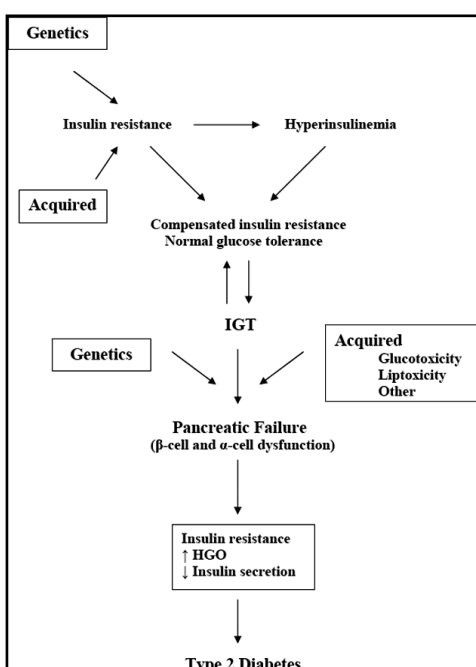 Genetics
Insulin resistance
Hyperinsulinemia
Acquired
Compensated insulin resistance
Normal glucose tolerance
IGT
Genetics
Acquired
Glucotoxicity
Liptoxicity
Other
Pancreatic Failure
(β-cell and α-cell dysfunction)
Insulin resistance
↑ HGO
↓ Insulin secretion
Type 2 Diabetes